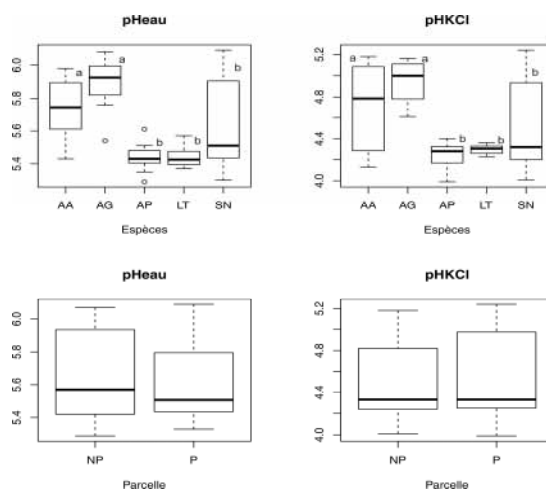 pHeau
6.0
5.8
5.6
5.4
a
a
b
b
b
AA AG AP LT SN
Espèces
pHKCl
5.2
4.8
4.4
4.0
a
a
b
b
b
AA AG AP LT SN
Espèces
pHeau
6.0
5.8
5.6
5.4
NP P
Parcelle
pHKCl
5.2
4.8
4.4
4.0
NP P
Parcelle